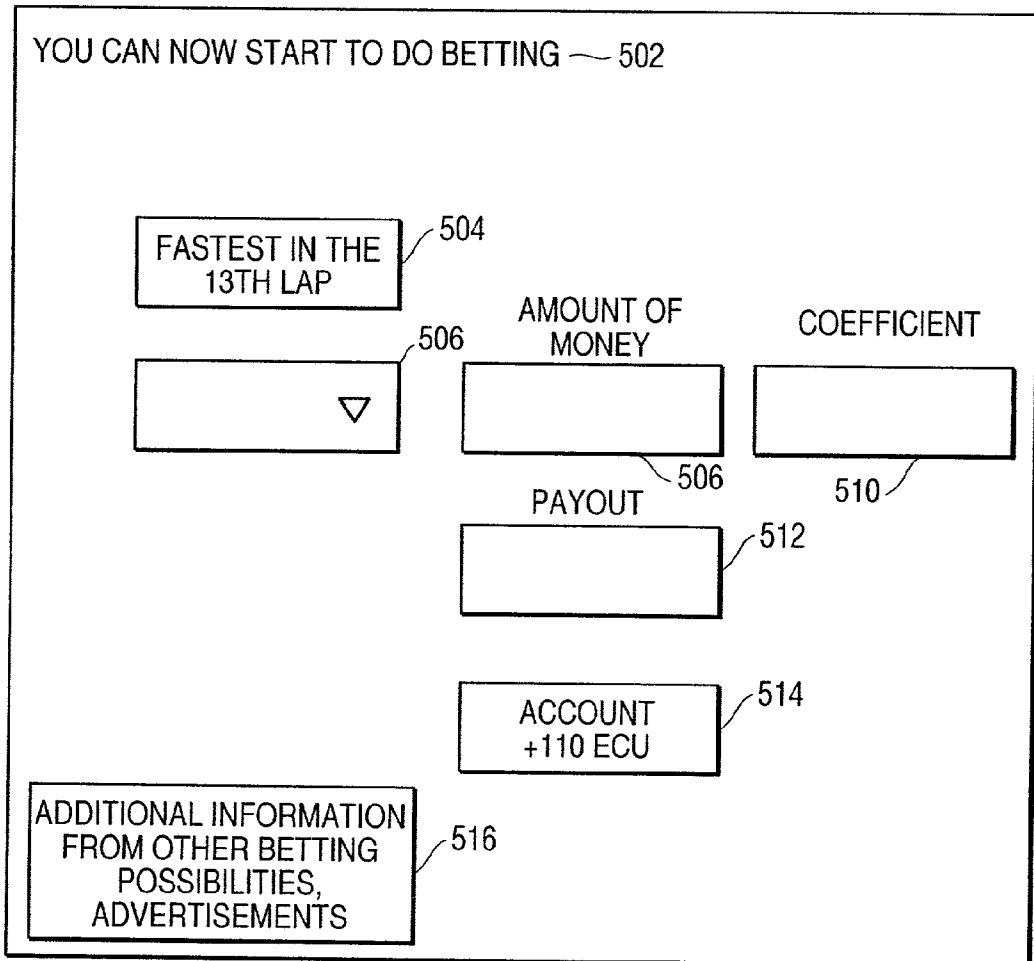 YOU CAN NOW START TO DO BETTING 502
FASTEST IN THE
13TH LAP
504
AMOUNT OF
MONEY
COEFFICIENT
506
506
510
PAYOUT
512
ACCOUNT
+110 ECU
514
ADDITIONAL INFORMATION
FROM OTHER BETTING
POSSIBILITIES,
ADVERTISEMENTS
516